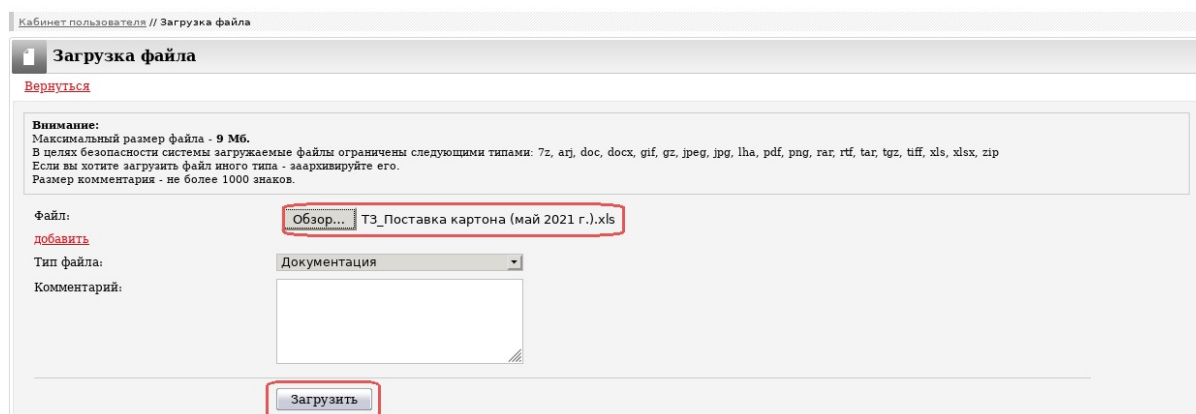 Кабинет пользователя // Загрузка файла
Загрузка файла
Вернуться
Внимание:
Максимальный размер файла - 9 Мб.
В целях безопасности системы загружаемые файлы ограничены следующими типами: 7z, arj, doc, docx, gif, gz, jpeg, jpg, lha, pdf, png, rar, rtf, tar, tgz, tiff, xls, xlsx, zip
Если вы хотите загрузить файл иного типа - заархивируйте его.
Размер комментария - не более 1000 знаков.
Файл: Обзор... ТЗ_Поставка картона (май 2021 г.).xls
добавить
Тип файла: Документация
Комментарий:
Загрузить